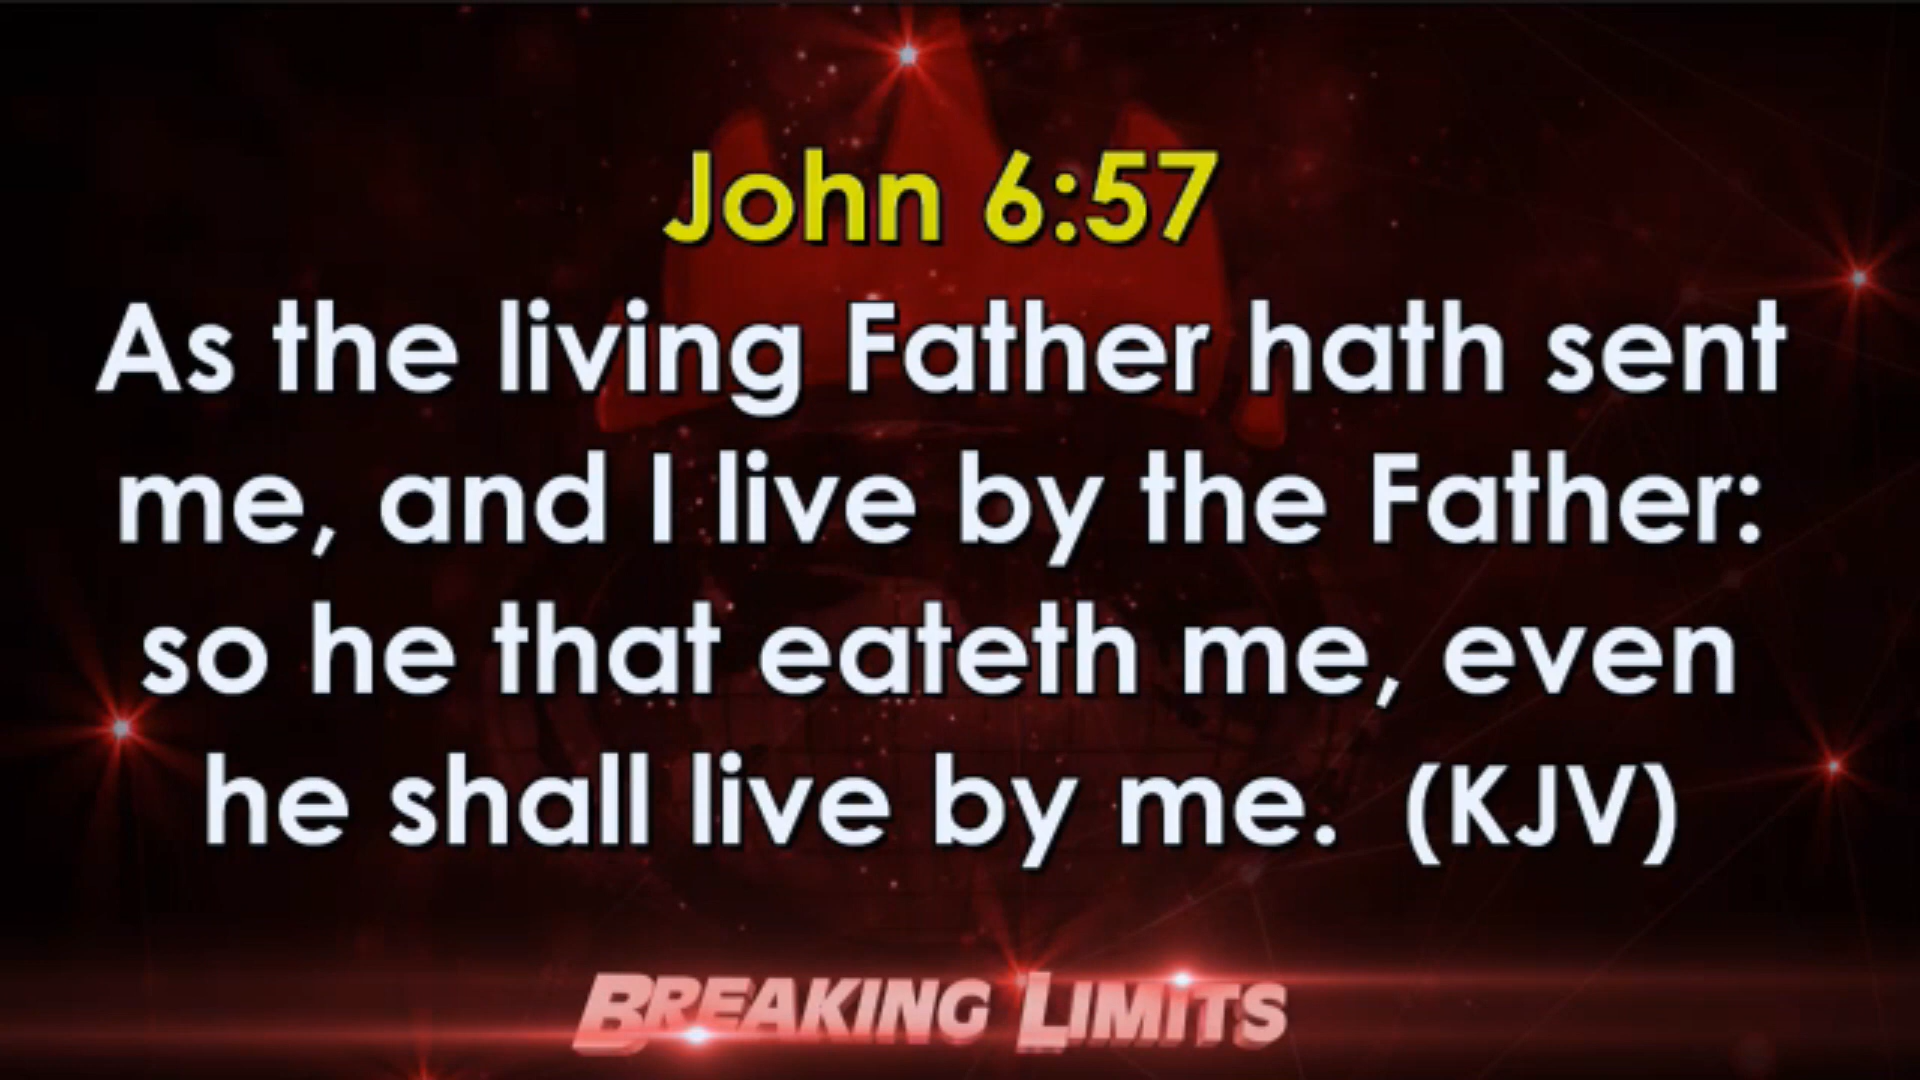 John 6:57
As the living Father hath sent
me, and I live by the Father:
so he that eateth me, even
he shall live by me.  (KJV)
BREAKING LIMITS